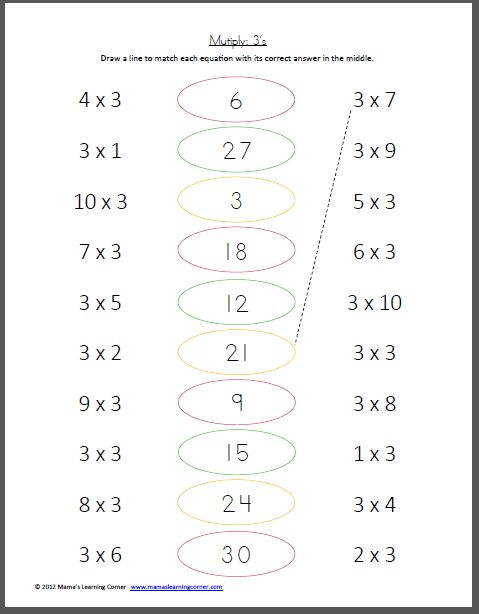 Mutiply: 3's
Draw a line to match each equation with its correct answer in the middle.
4 x 3 6 3 x 7
3 x 1 27 3 x 9
10 x 3 3 5 x 3
7 x 3 18 6 x 3
3 x 5 12 3 x 10
3 x 2 21 3 x 3
9 x 3 9 3 x 8
3 x 3 15 1 x 3
8 x 3 24 3 x 4
3 x 6 30 2 x 3
© 2012 Mama's Learning Corner www.mamaslearningcorner.com